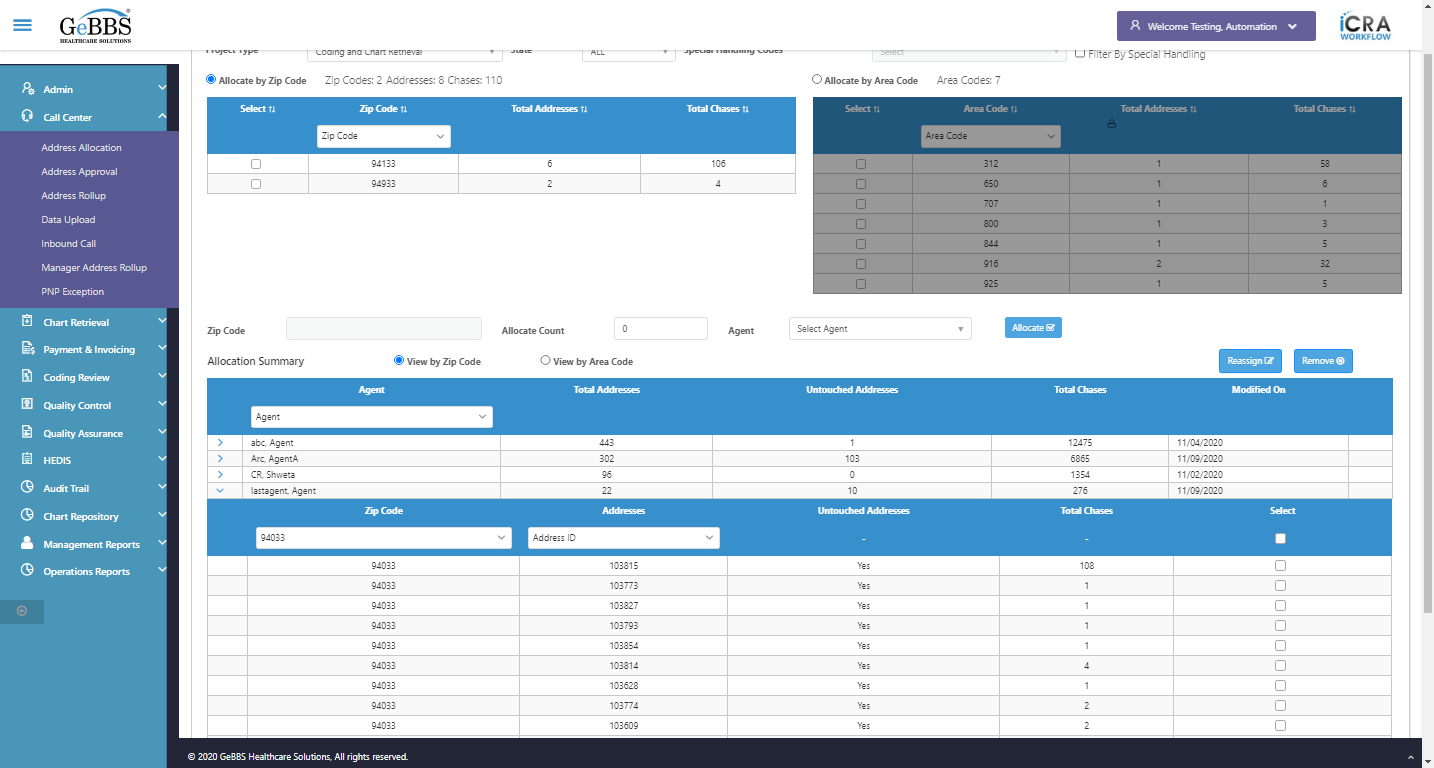 GeBBS
HEALTHCARE SOLUTIONS
Welcome Testing, Automation
iCRA
WORKFLOW
Project Type Coding and Chart Retrieval State ALL Special Handling Codes Select Filter By Special Handling
Admin
Call Center
Address Allocation
Address Approval
Address Rollup
Data Upload
Inbound Call
Manager Address Rollup
PNP Exception
Chart Retrieval
Payment & Invoicing
Coding Review
Quality Control
Quality Assurance
HEDIS
Audit Trail
Chart Repository
Management Reports
Operations Reports
Allocate by Zip Code Zip Codes: 2 Addresses: 8 Chases: 110
Select Zip Code Total Addresses Total Chases
Zip Code
94133 6 106
94933 2 4
Allocate by Area Code Area Codes: 7
Select Area Code Total Addresses Total Chases
Area Code
312 1 58
650 1 6
707 1 1
800 1 3
844 1 5
916 2 32
925 1 5
Zip Code Allocate Count 0 Agent Select Agent Allocate
Allocation Summary View by Zip Code View by Area Code Reassign Remove
Agent Total Addresses Untouched Addresses Total Chases Modified On
Agent
abc, Agent 443 1 12475 11/04/2020
Arc, AgentA 302 103 6865 11/09/2020
CR, Shweta 96 0 1354 11/02/2020
lastagent, Agent 22 10 276 11/09/2020
Zip Code Addresses Untouched Addresses Total Chases Select
94033 Address ID - -
94033 103815 Yes 108
94033 103773 Yes 1
94033 103827 Yes 1
94033 103793 Yes 1
94033 103854 Yes 1
94033 103814 Yes 4
94033 103628 Yes 1
94033 103774 Yes 2
94033 103609 Yes 2
© 2020 GeBBS Healthcare Solutions, All rights reserved.